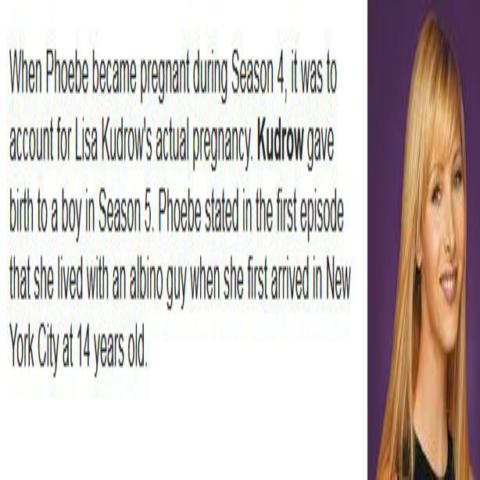 When Phoebe became pregnant during Season 4, it was to
account for Lisa Kudrow's actual pregnancy. Kudrow gave
birth to a boy in Season 5. Phoebe stated in the first episode
that she lived with an albino guy when she first arrived in New
York City at 14 years old.